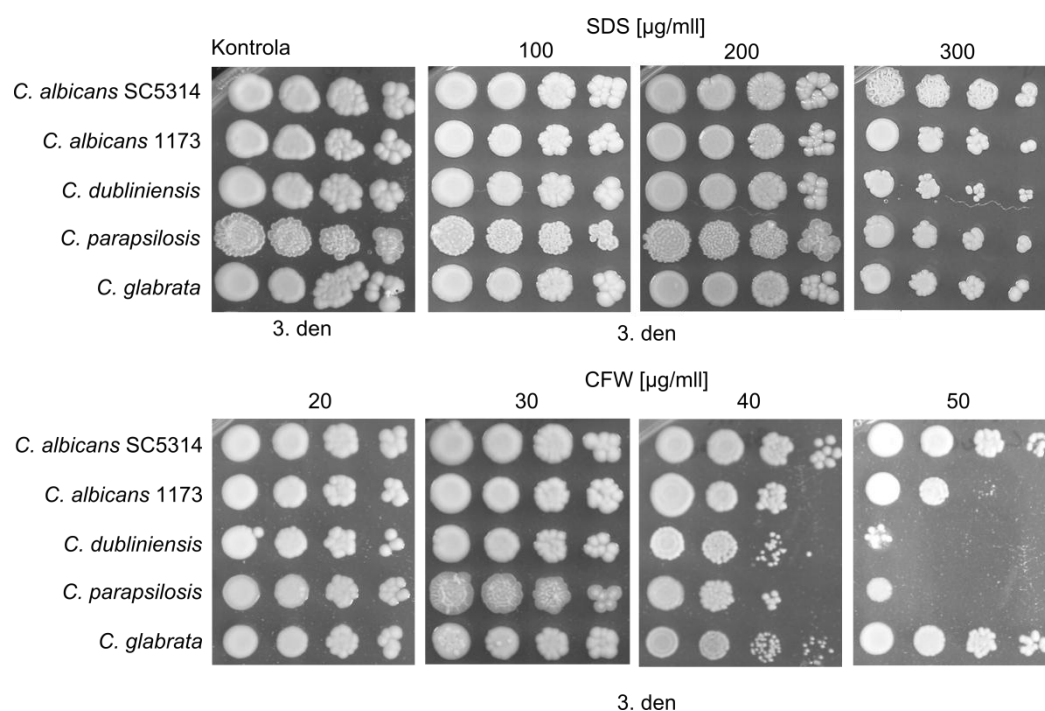 SDS [µg/mll]
Kontrola 100 200 300
C. albicans SC5314
C. albicans 1173
C. dubliniensis
C. parapsilosis
C. glabrata
3. den 3. den
CFW [µg/mll]
20 30 40 50
C. albicans SC5314
C. albicans 1173
C. dubliniensis
C. parapsilosis
C. glabrata
3. den